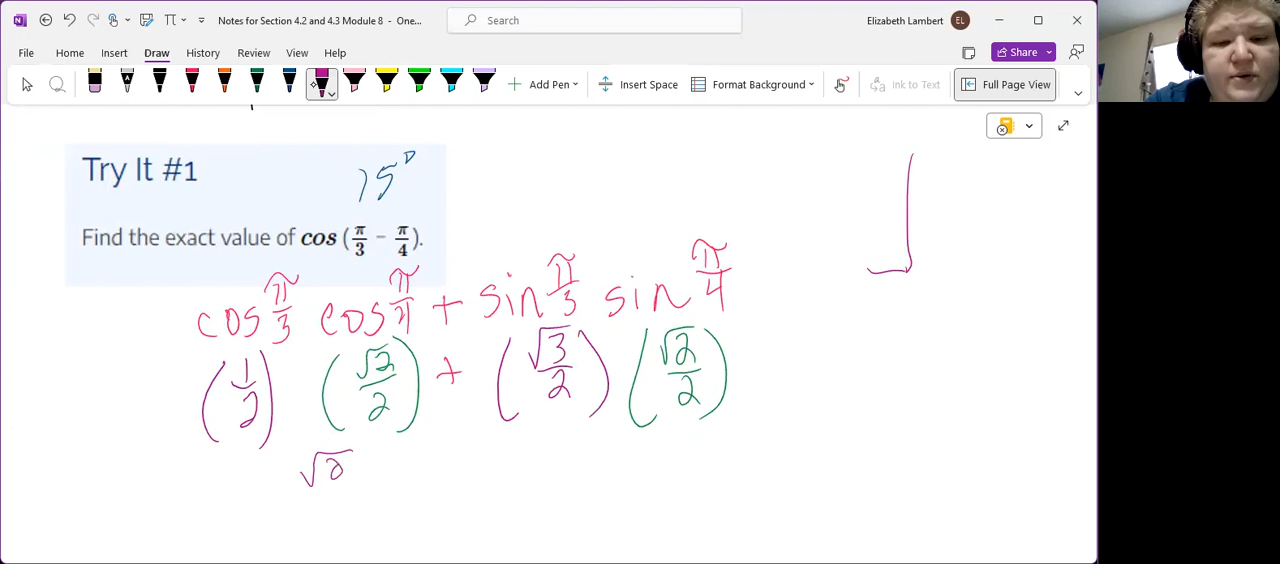 Notes for Section 4.2 and 4.3 Module 8 - One...
Search
Elizabeth Lambert EL
File Home Insert Draw History Review View Help
Share
Add Pen Insert Space Format Background Ink to Text Full Page View
Try It #1
15°
Find the exact value of cos (π/3 − π/4).
cos π/3 cos π/4 + sin π/3 sin π/4
(1/2) (√2/2) + (√3/2) (√2/2)
√2